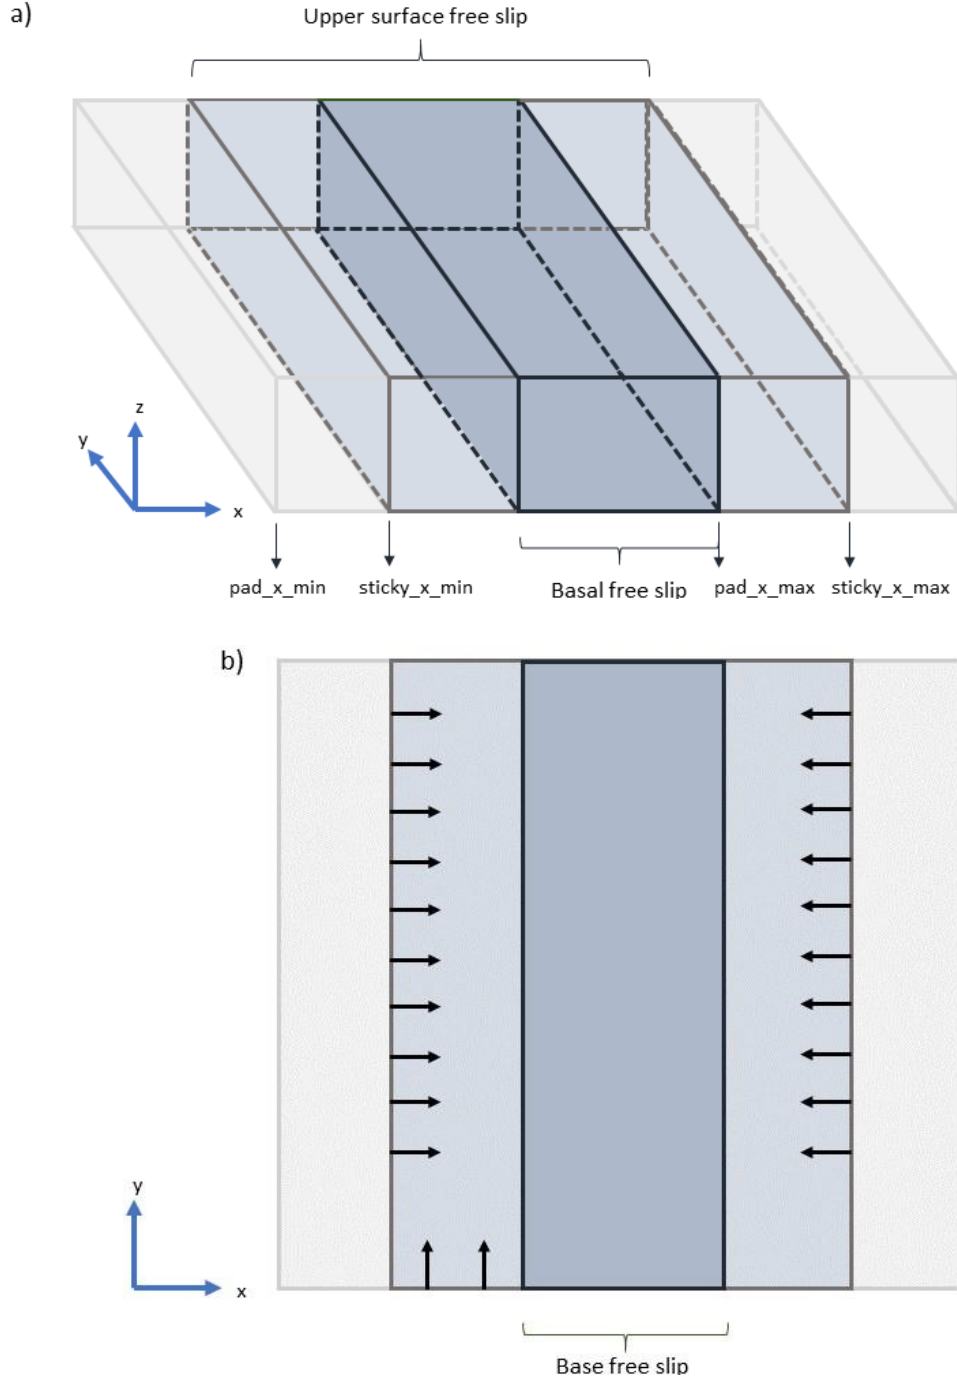 a)
Upper surface free slip
z
y
x
pad_x_min
sticky_x_min
Basal free slip
pad_x_max
sticky_x_max
b)
y
x
Base free slip